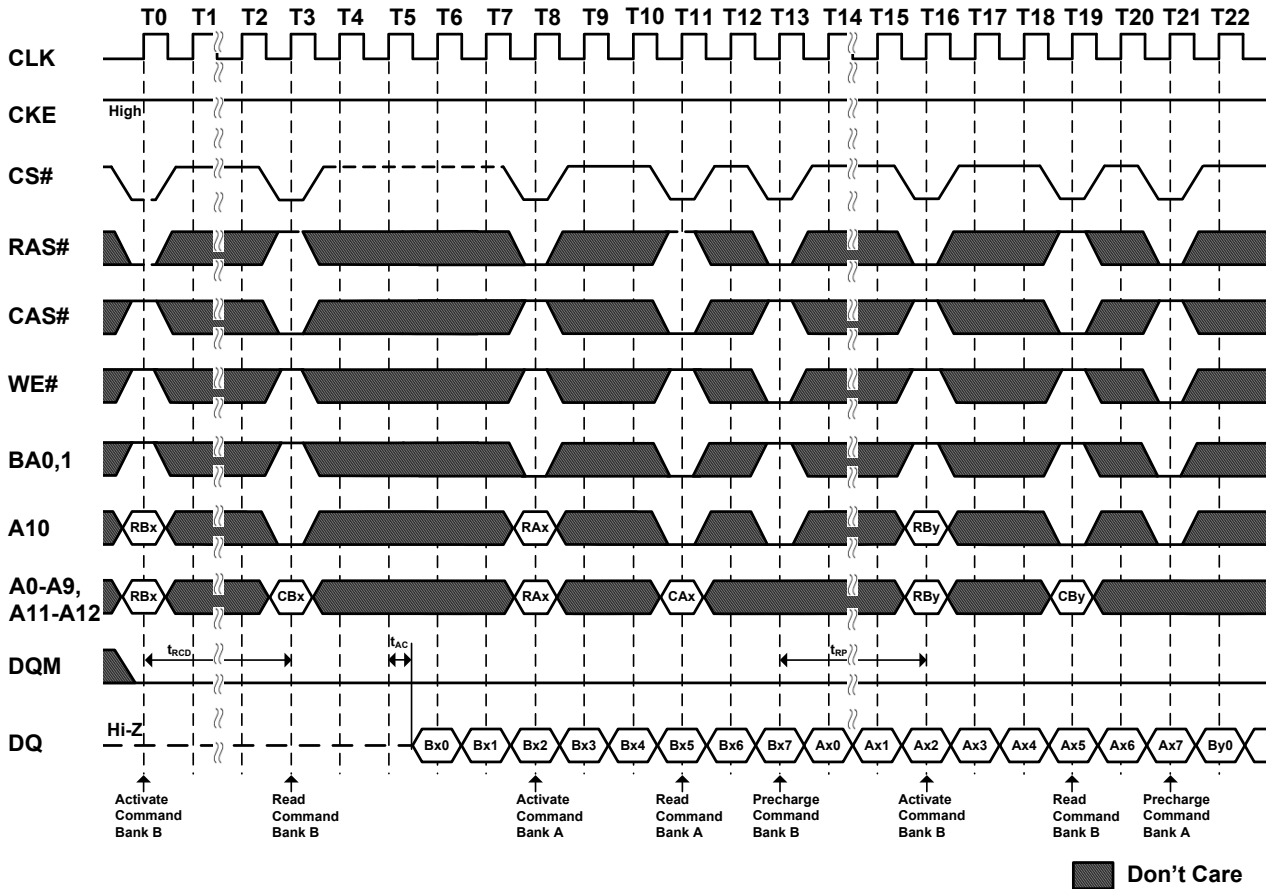 T0 T1 T2 T3 T4 T5 T6 T7 T8 T9 T10 T11 T12 T13 T14 T15 T16 T17 T18 T19 T20 T21 T22
CLK
CKE High
CS#
RAS#
CAS#
WE#
BA0,1
A10 RBx RAx RBy
A0-A9,
A11-A12 RBx CBx RAx CAx RBy CBy
DQM tRCD tAC tRP
DQ Hi-Z Bx0 Bx1 Bx2 Bx3 Bx4 Bx5 Bx6 Bx7 Ax0 Ax1 Ax2 Ax3 Ax4 Ax5 Ax6 Ax7 By0
Activate
Command
Bank B
Read
Command
Bank B
Activate
Command
Bank A
Read
Command
Bank A
Precharge
Command
Bank B
Activate
Command
Bank B
Read
Command
Bank B
Precharge
Command
Bank A
Don't Care